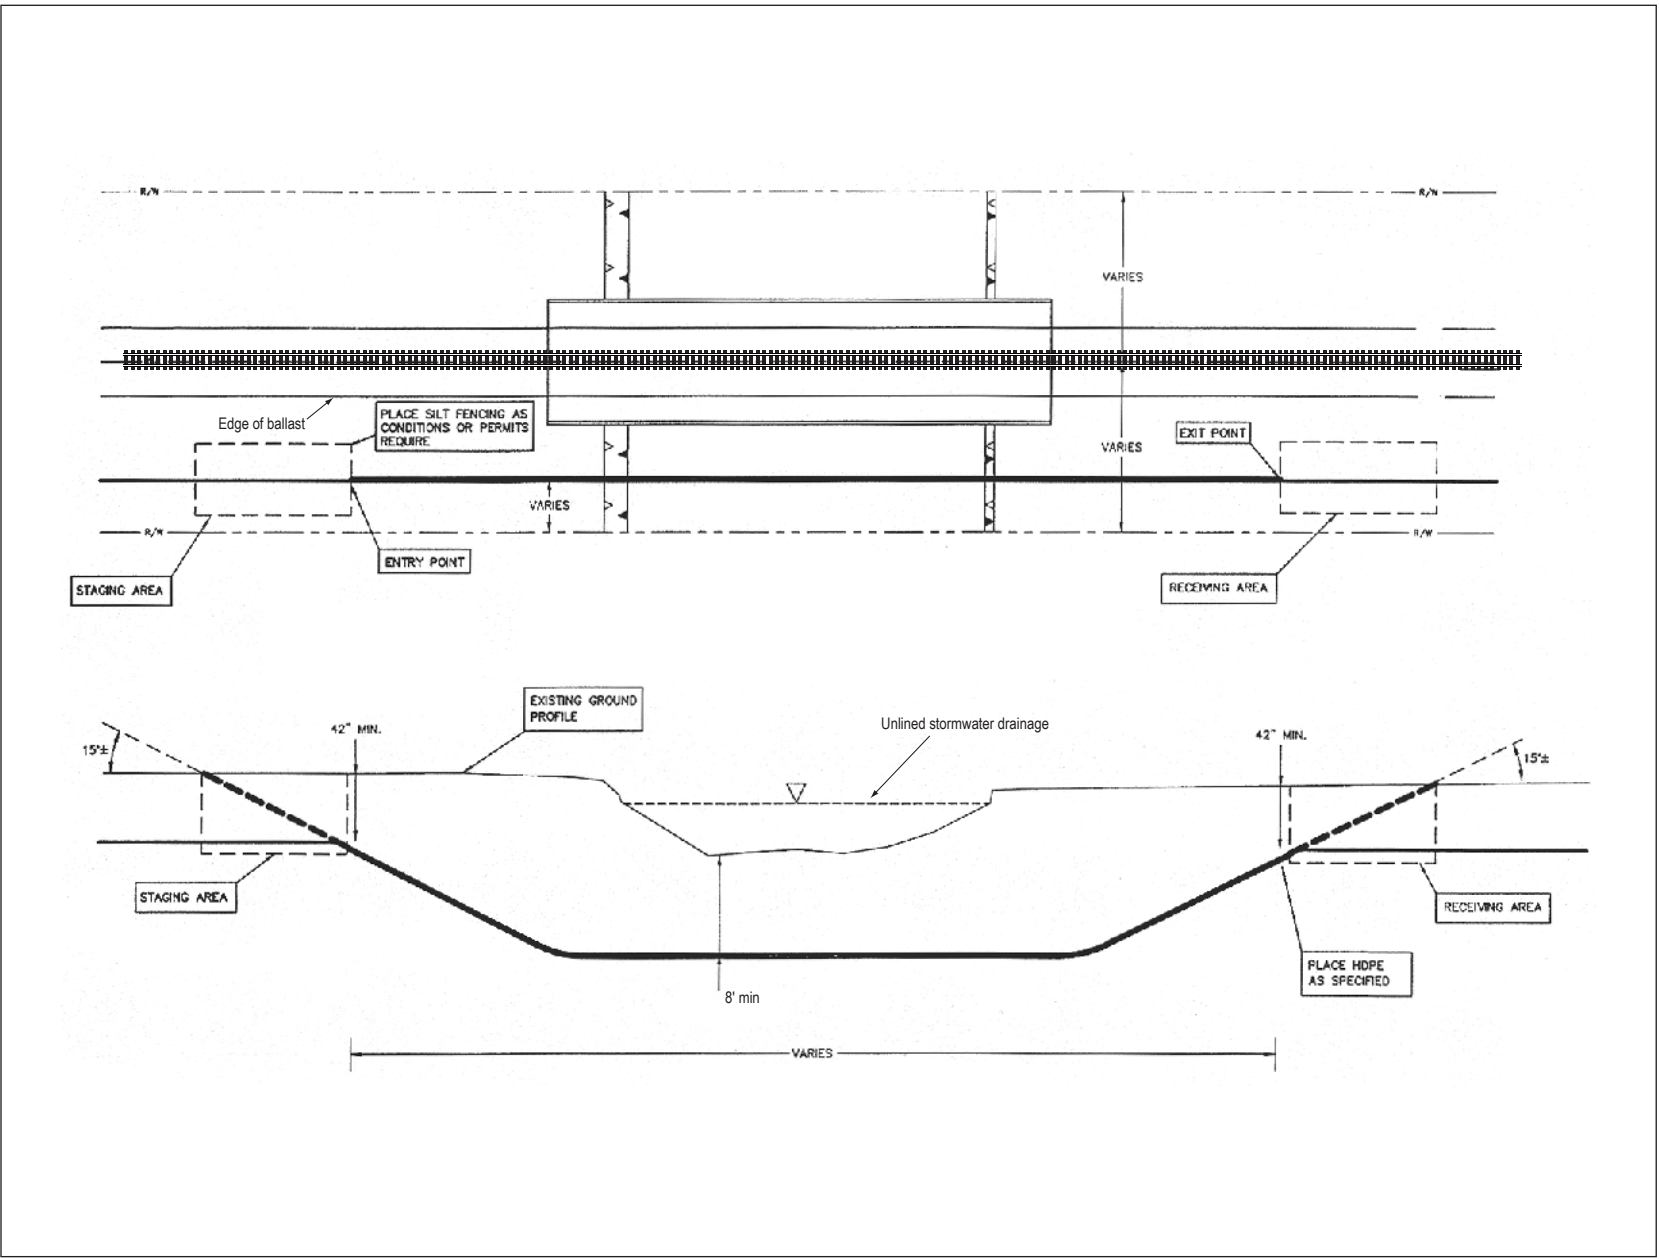 R/W
R/W
VARIES
Edge of ballast
PLACE SILT FENCING AS
CONDITIONS OR PERMITS
REQUIRE
EXIT POINT
VARIES
VARIES
R/W
R/W
ENTRY POINT
STAGING AREA
RECEIVING AREA
EXISTING GROUND
PROFILE
42" MIN.
Unlined stormwater drainage
42" MIN.
15°±
15°±
STAGING AREA
RECEIVING AREA
PLACE HDPE
AS SPECIFIED
8' min
VARIES